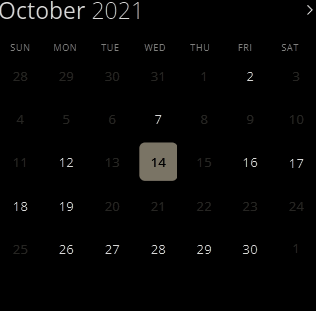 October 2021 >
SUN MON TUE WED THU FRI SAT
28 29 30 31 1 2 3
4 5 6 7 8 9 10
11 12 13 14 15 16 17
18 19 20 21 22 23 24
25 26 27 28 29 30 1